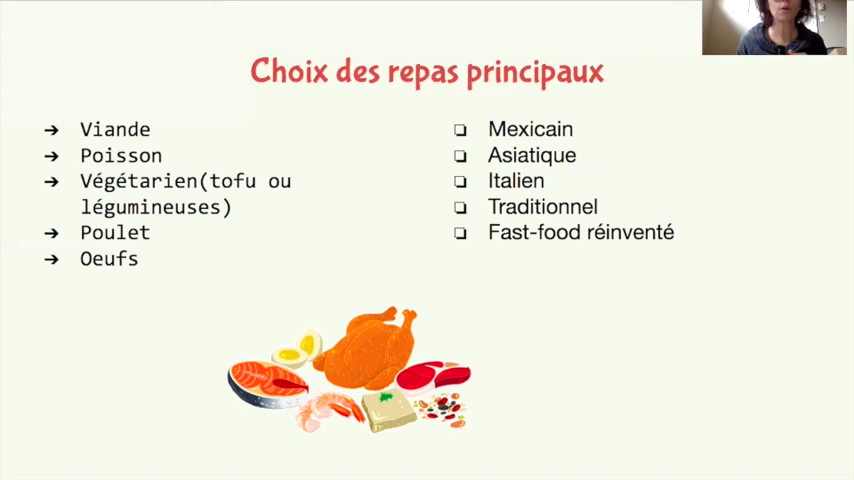 Choix des repas principaux
➔ Viande
➔ Poisson
➔ Végétarien(tofu ou
légumineuses)
➔ Poulet
➔ Oeufs
❏ Mexicain
❏ Asiatique
❏ Italien
❏ Traditionnel
❏ Fast-food réinventé